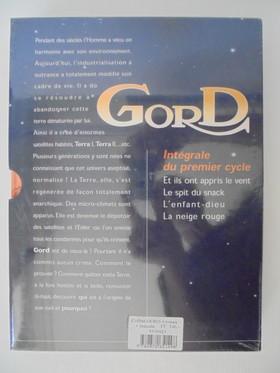 Pendant des siècles l'Homme a vécu en
harmonie avec son environnement.
Aujourd'hui, l'industrialisation à
outrance a totalement modifié son
cadre de vie. Il a dû
se résoudre à
abandonner cette
terre dénaturée par lui.
Ainsi il a créé d'énormes
satellites habités, Terra I, Terra II...etc.
Plusieurs générations y sont nées ne
connaissant que cet univers aseptisé,
normalisé ! La Terre, elle, s'est
régénérée de façon totalement
anarchique. Des micro-climats sont
apparus. Elle est devenue le dépotoir
des satellites et l'Enfer où l'on envoie
tous les condamnés pour qu'ils crèvent.
Gord est de ceux-là ! Pourtant il n'a
commis aucun crime. Comment le
prouver ? Comment quitter cette Terre,
à la fois hostile et si belle,
découvrir qui est à l'origine de
son exil et pourquoi ?
GORD
Intégrale
du premier cycle
Et ils ont appris le vent
Le spit du snack
L'enfant-dieu
La neige rouge